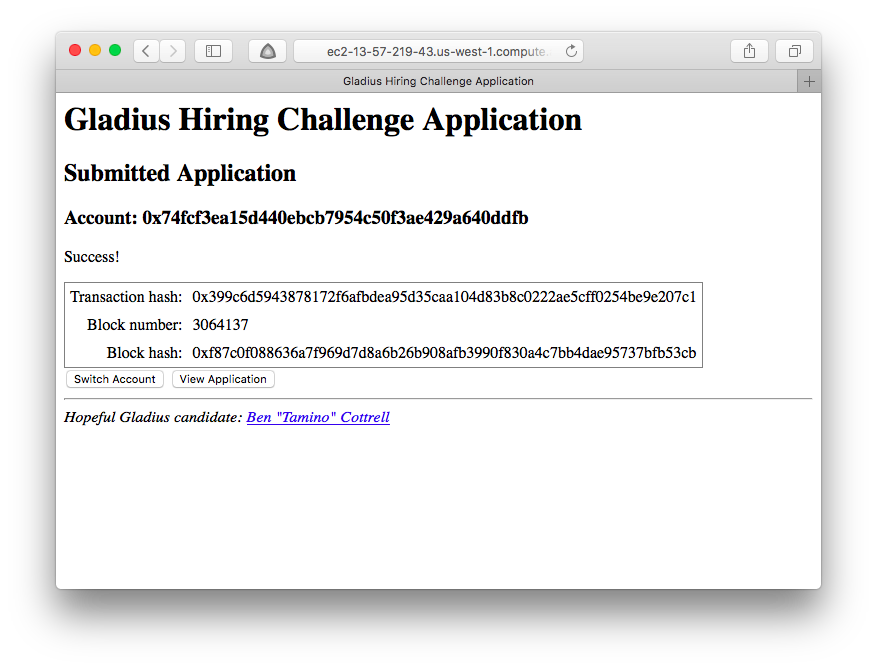 ec2-13-57-219-43.us-west-1.compute.
Gladius Hiring Challenge Application
Gladius Hiring Challenge Application
Submitted Application
Account: 0x74fcf3ea15d440ebcb7954c50f3ae429a640ddfb
Success!
Transaction hash: 0x399c6d5943878172f6afbdea95d35caa104d83b8c0222ae5cff0254be9e207c1
Block number: 3064137
Block hash: 0xf87c0f088636a7f969d7d8a6b26b908afb3990f830a4c7bb4dae95737bfb53cb
Switch Account View Application
Hopeful Gladius candidate: Ben "Tamino" Cottrell